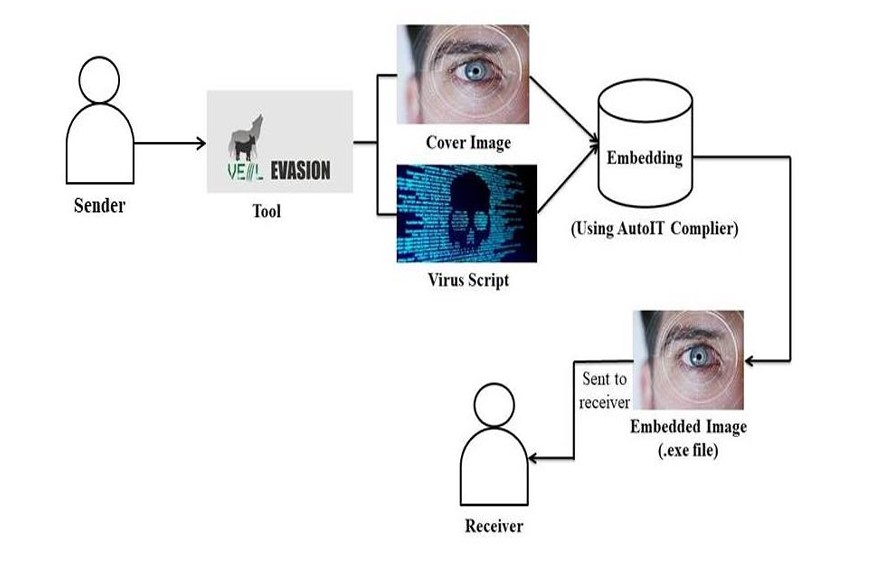 Sender
VEIL EVASION
Tool
Cover Image
Virus Script
Embedding
(Using AutoIT Complier)
Sent to
receiver
Embedded Image
(.exe file)
Receiver